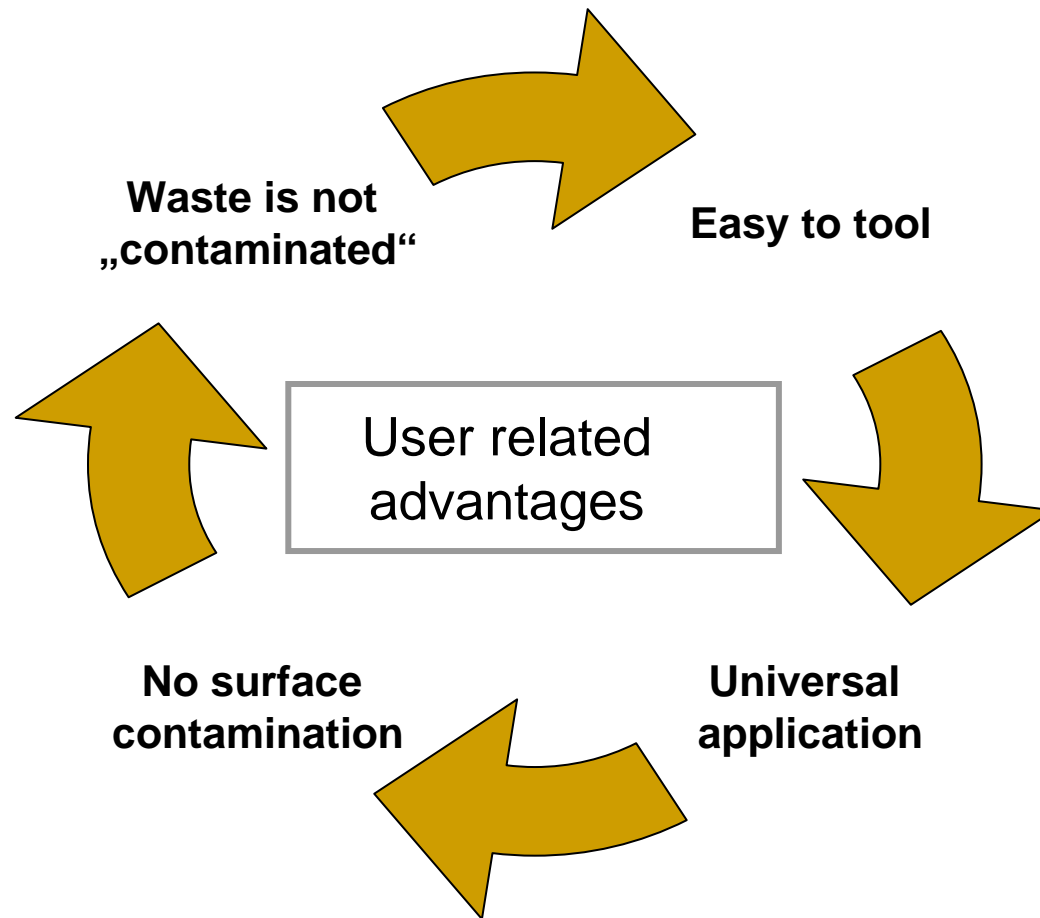 Waste is not
„contaminated“
Easy to tool
User related
advantages
No surface
contamination
Universal
application